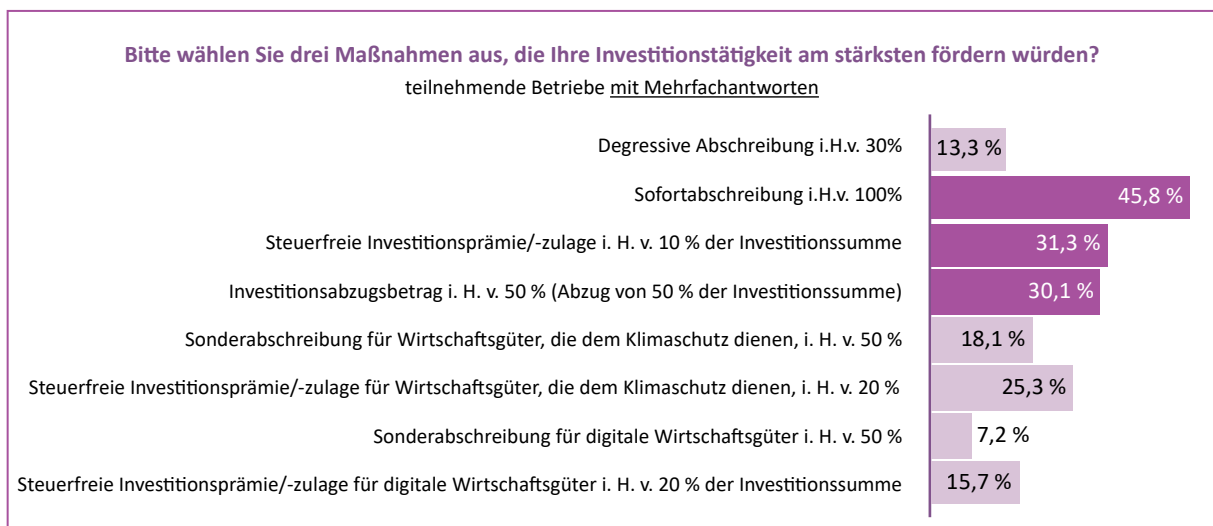 Bitte wählen Sie drei Maßnahmen aus, die Ihre Investitionstätigkeit am stärksten fördern würden?
teilnehmende Betriebe mit Mehrfachantworten
Degressive Abschreibung i.H.v. 30% 13,3 %
Sofortabschreibung i.H.v. 100% 45,8 %
Steuerfreie Investitionsprämie/-zulage i. H. v. 10 % der Investitionssumme 31,3 %
Investitionsabzugsbetrag i. H. v. 50 % (Abzug von 50 % der Investitionssumme) 30,1 %
Sonderabschreibung für Wirtschaftsgüter, die dem Klimaschutz dienen, i. H. v. 50 % 18,1 %
Steuerfreie Investitionsprämie/-zulage für Wirtschaftsgüter, die dem Klimaschutz dienen, i. H. v. 20 % 25,3 %
Sonderabschreibung für digitale Wirtschaftsgüter i. H. v. 50 % 7,2 %
Steuerfreie Investitionsprämie/-zulage für digitale Wirtschaftsgüter i. H. v. 20 % der Investitionssumme 15,7 %